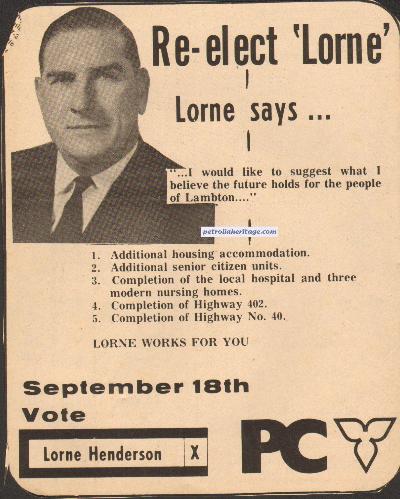 Re-elect 'Lorne'
Lorne says ...
"...I would like to suggest what I
believe the future holds for the people
of Lambton...."
petroliaheritage.com
1. Additional housing accommodation.
2. Additional senior citizen units.
3. Completion of the local hospital and three
modern nursing homes.
4. Completion of Highway 402.
5. Completion of Highway No. 40.
LORNE WORKS FOR YOU
September 18th
Vote
Lorne Henderson X
PC